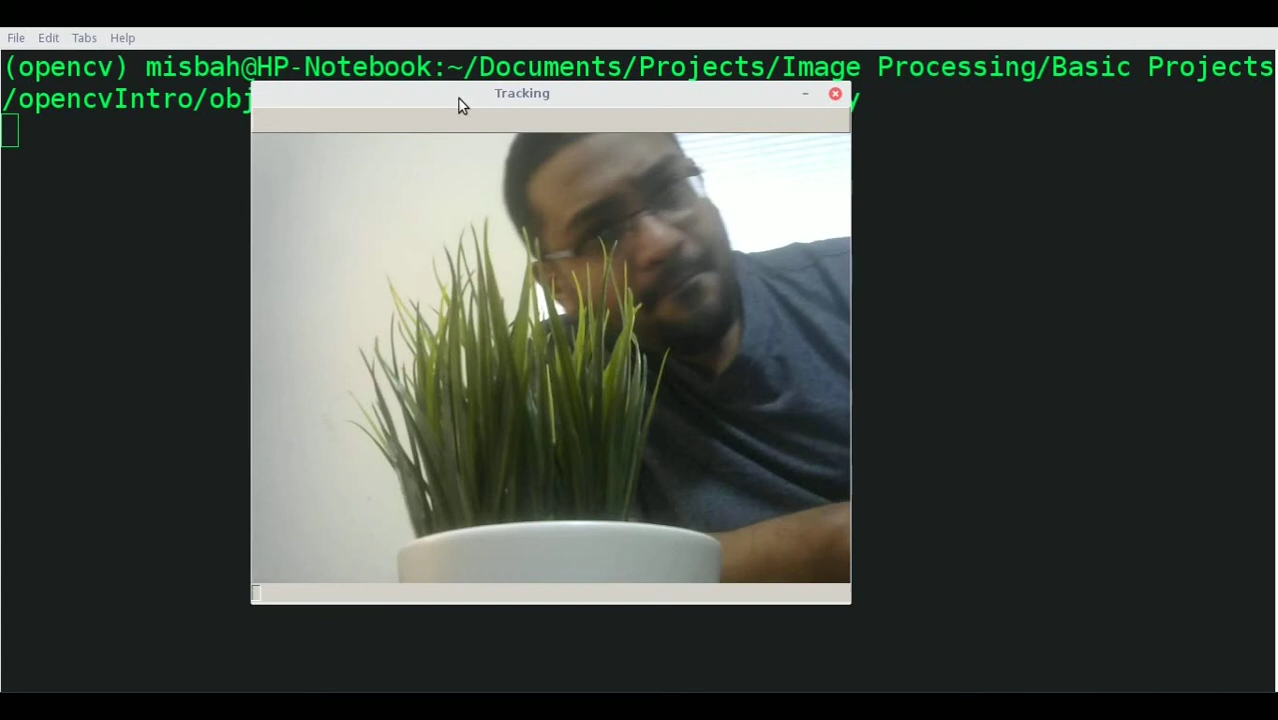 File Edit Tabs Help
(opencv) misbah@HP-Notebook:~/Documents/Projects/Image Processing/Basic Projects
/opencvIntro/obj
Tracking